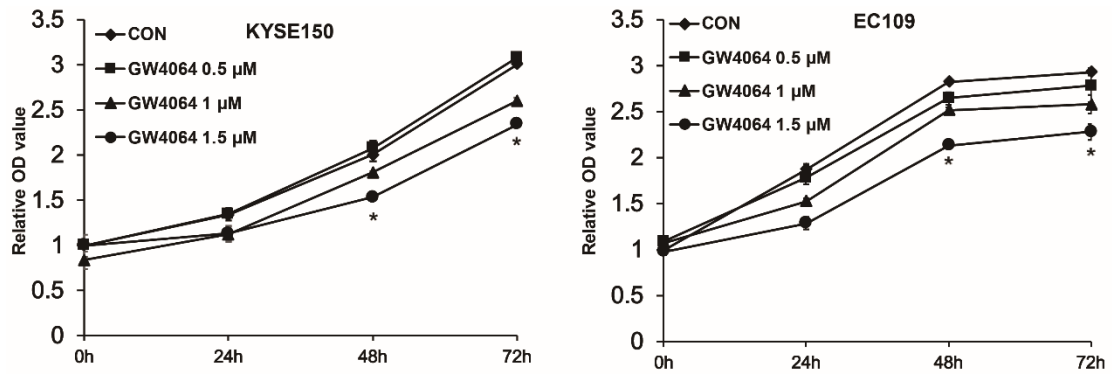 KYSE150
Relative OD value
3.5
3
2.5
2
1.5
1
0.5
0
CON
GW4064 0.5 µM
GW4064 1 µM
GW4064 1.5 µM
*
*
0h
24h
48h
72h
EC109
Relative OD value
3.5
3
2.5
2
1.5
1
0.5
0
CON
GW4064 0.5 µM
GW4064 1 µM
GW4064 1.5 µM
*
*
0h
24h
48h
72h